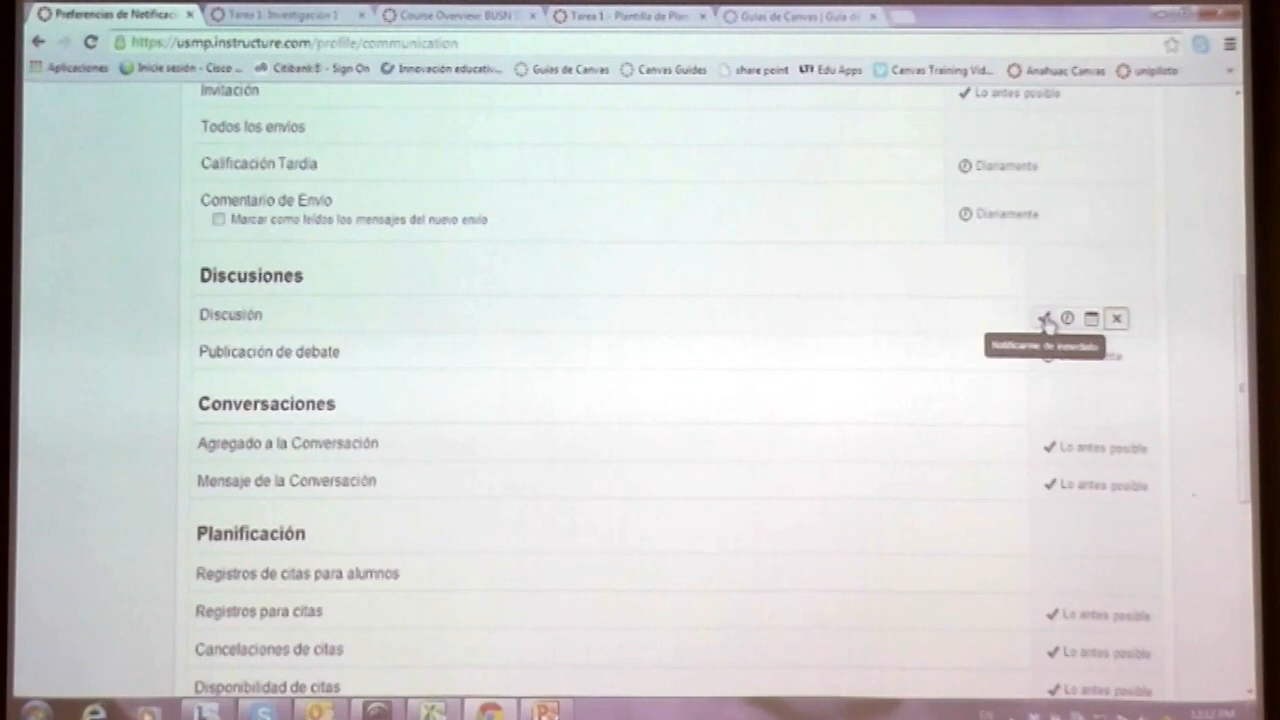 Preferencias de Notificac
Tarea 1: Investigación 1
Course Overview: BUSN
Tarea 1 - Plantilla de Plan
Guías de Canvas | Guía de
https://usmp.instructure.com/profile/communication
Aplicaciones
Inicie sesión - Cisco ...
Citibank® - Sign On
Innovación educativ...
Guías de Canvas
Canvas Guides
share point
LTI Edu Apps
Canvas Training Vid...
Anahuac Canvas
unipiloto
Invitación
Lo antes posible
Todos los envíos
Calificación Tardía
Diariamente
Comentario de Envío
Marcar como leídos los mensajes del nuevo envío
Diariamente
Discusiones
Discusión
Notificarme de inmediato
Publicación de debate
Conversaciones
Agregado a la Conversación
Lo antes posible
Mensaje de la Conversación
Lo antes posible
Planificación
Registros de citas para alumnos
Registros para citas
Lo antes posible
Cancelaciones de citas
Lo antes posible
Disponibilidad de citas
Lo antes posible